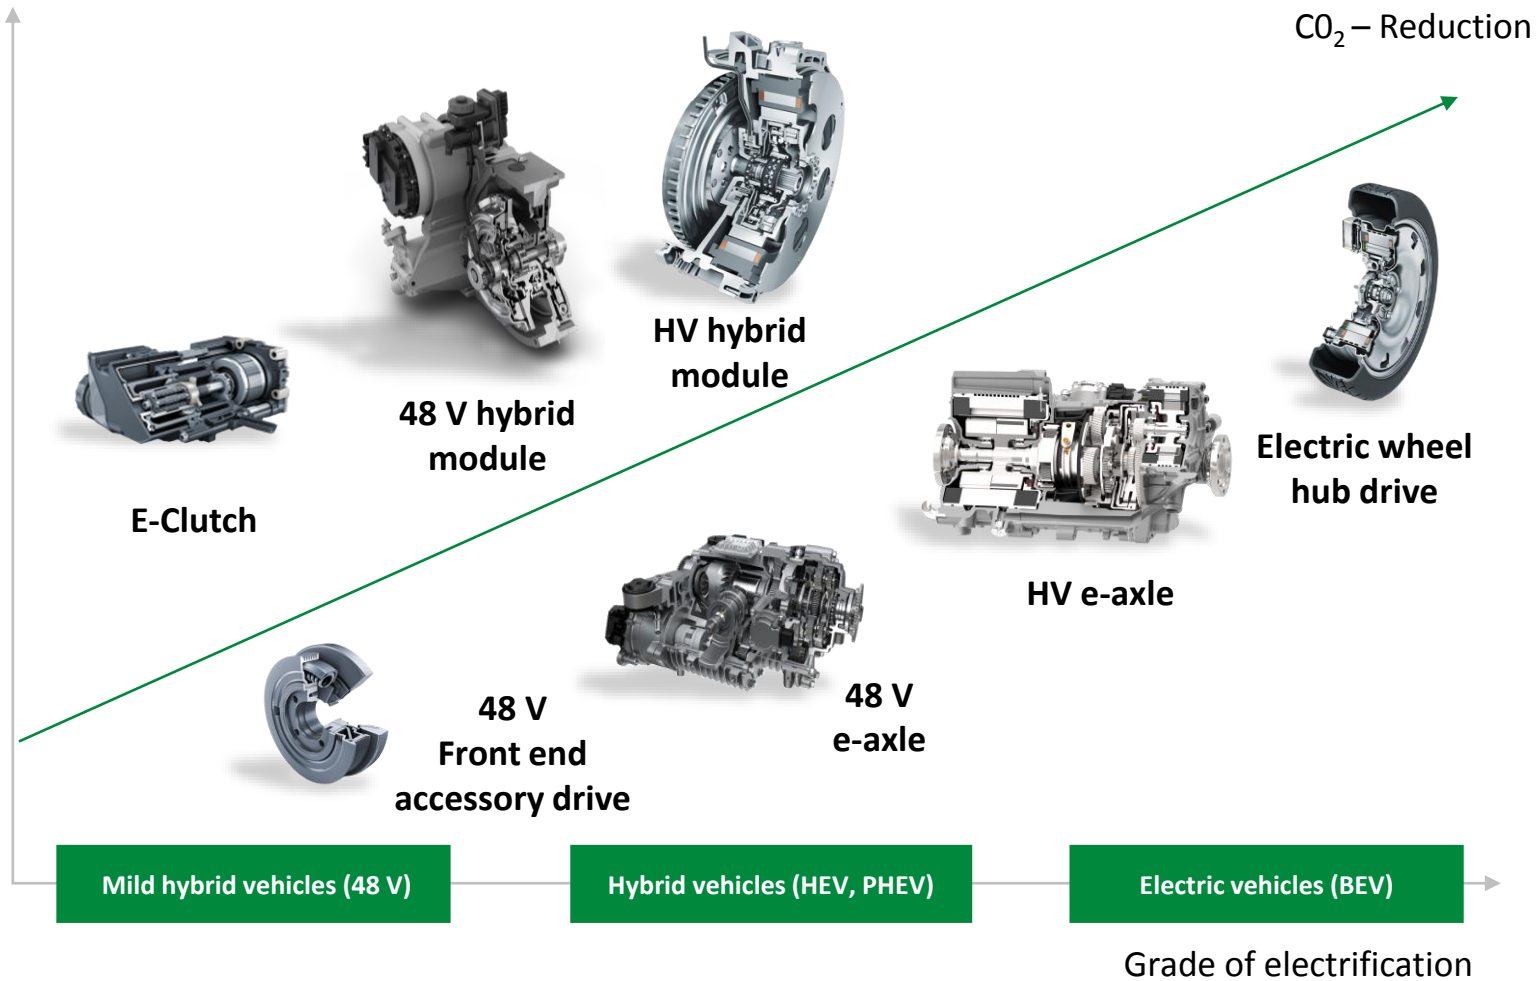 C0₂ – Reduction
HV hybrid
module
48 V hybrid
module
E-Clutch
Electric wheel
hub drive
HV e-axle
48 V
Front end
accessory drive
48 V
e-axle
Mild hybrid vehicles (48 V)
Hybrid vehicles (HEV, PHEV)
Electric vehicles (BEV)
Grade of electrification